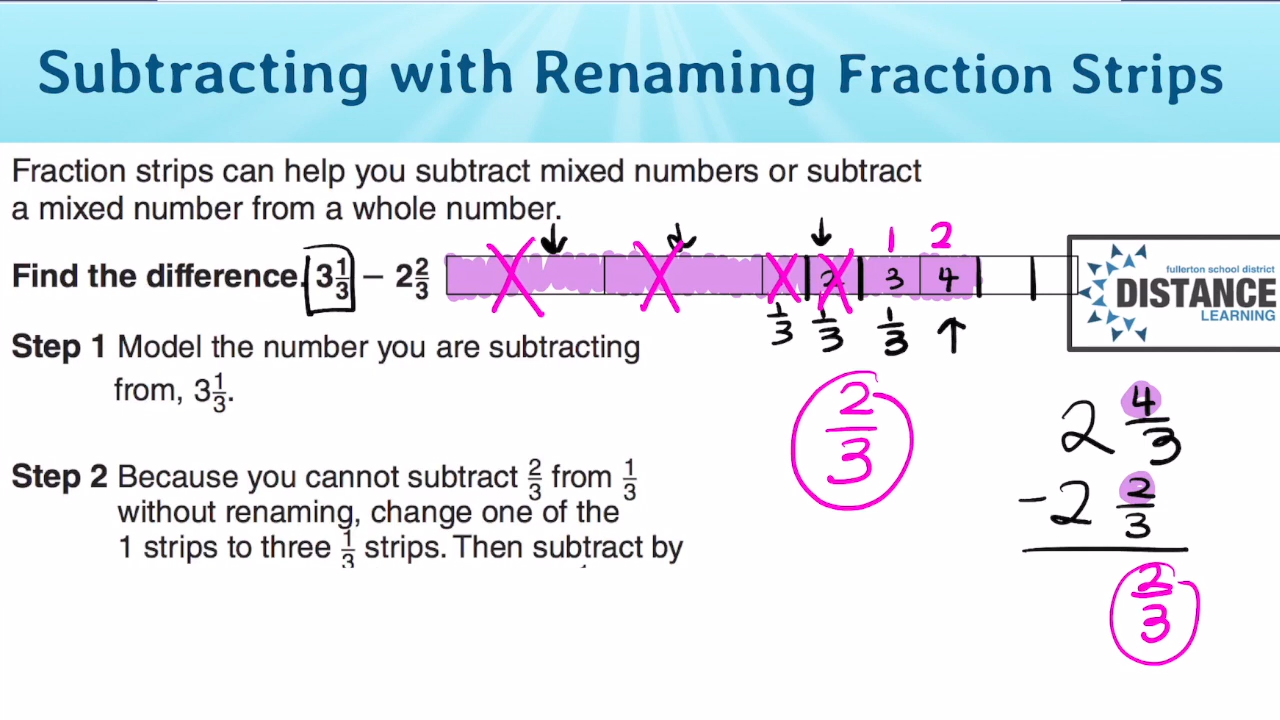 Subtracting with Renaming Fraction Strips
Fraction strips can help you subtract mixed numbers or subtract
a mixed number from a whole number.
1 2
Find the difference. 3 1/3 − 2 2/3
2 3 4
1/3 1/3 1/3
fullerton school district
DISTANCE
LEARNING
Step 1 Model the number you are subtracting
from, 3 1/3.
2/3
2 4/3
Step 2 Because you cannot subtract 2/3 from 1/3
without renaming, change one of the
1 strips to three 1/3 strips. Then subtract by
- 2 2/3
2/3